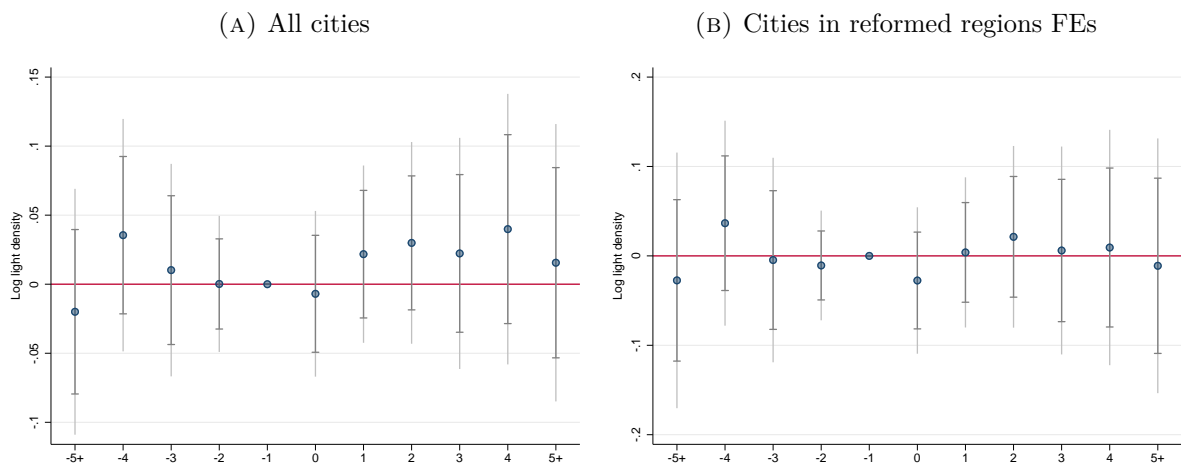 (A) All cities
(B) Cities in reformed regions FEs
.15
.1
.05
0
-.05
-.1
Log light density
-5+ -4 -3 -2 -1 0 1 2 3 4 5+
.2
.1
0
-.1
-.2
Log light density
-5+ -4 -3 -2 -1 0 1 2 3 4 5+